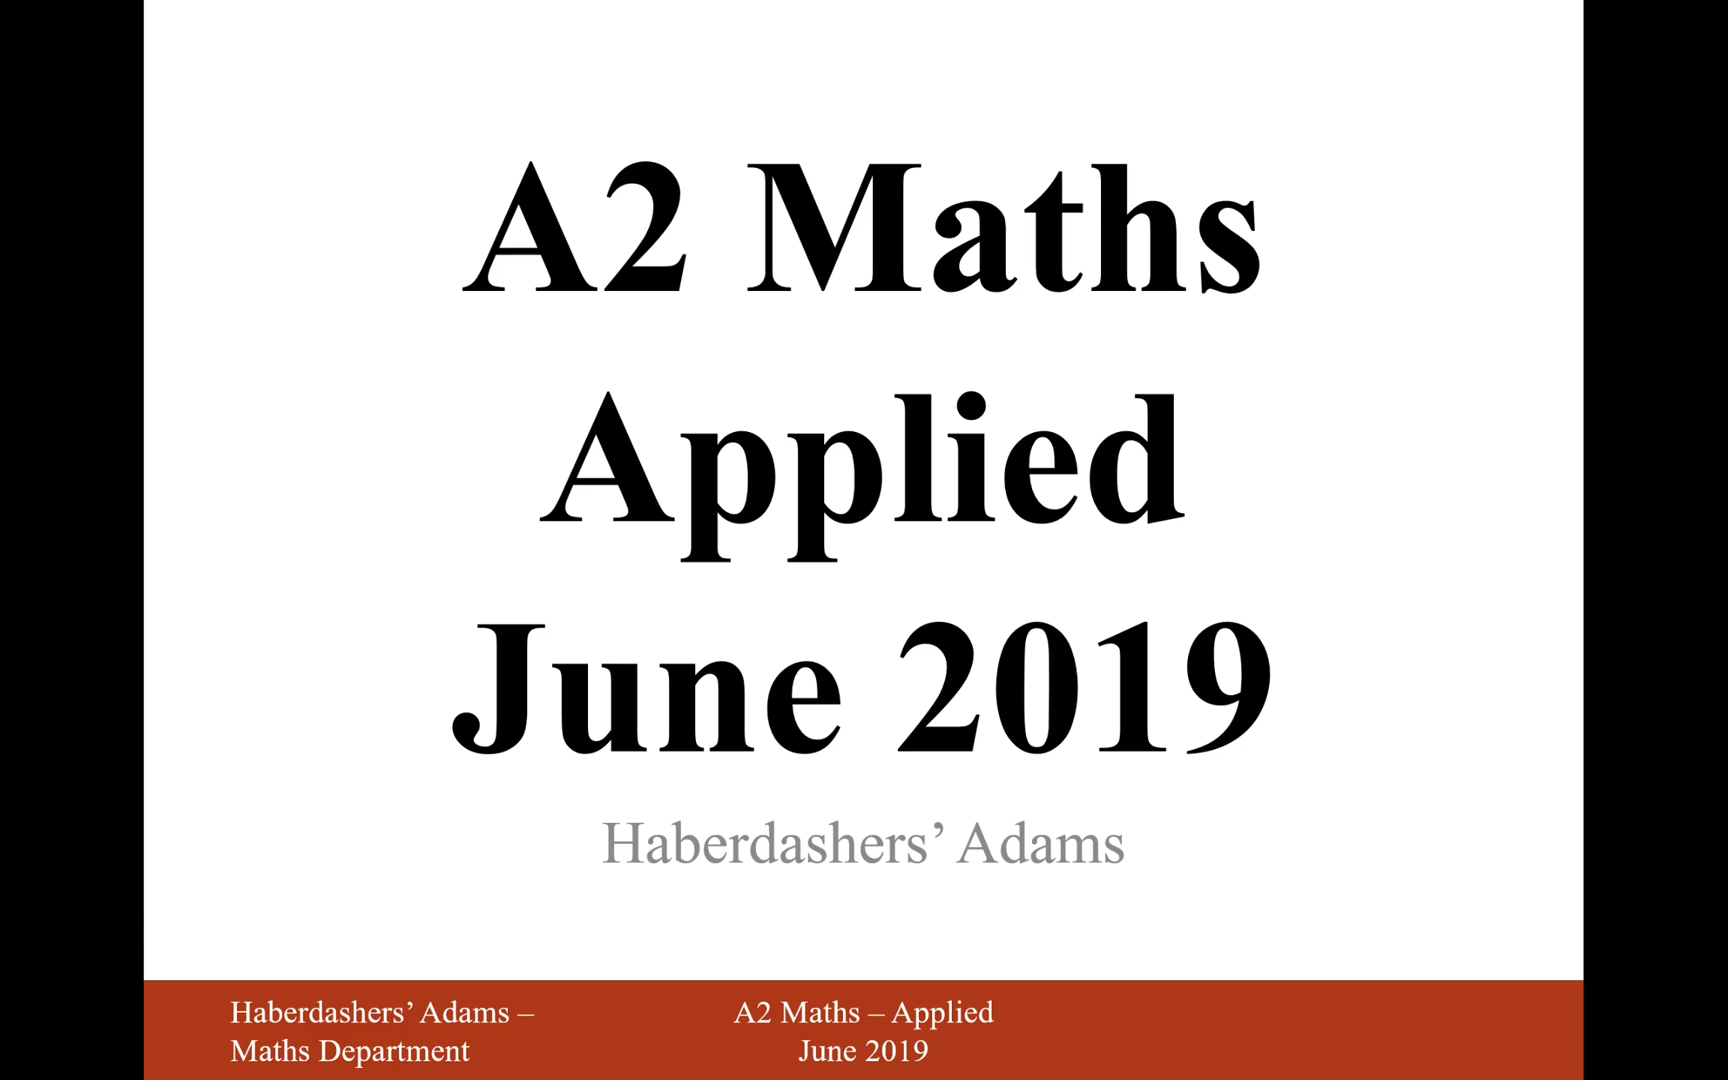 A2 Maths
Applied
June 2019
Haberdashers’ Adams
Haberdashers’ Adams –
Maths Department
A2 Maths – Applied
June 2019